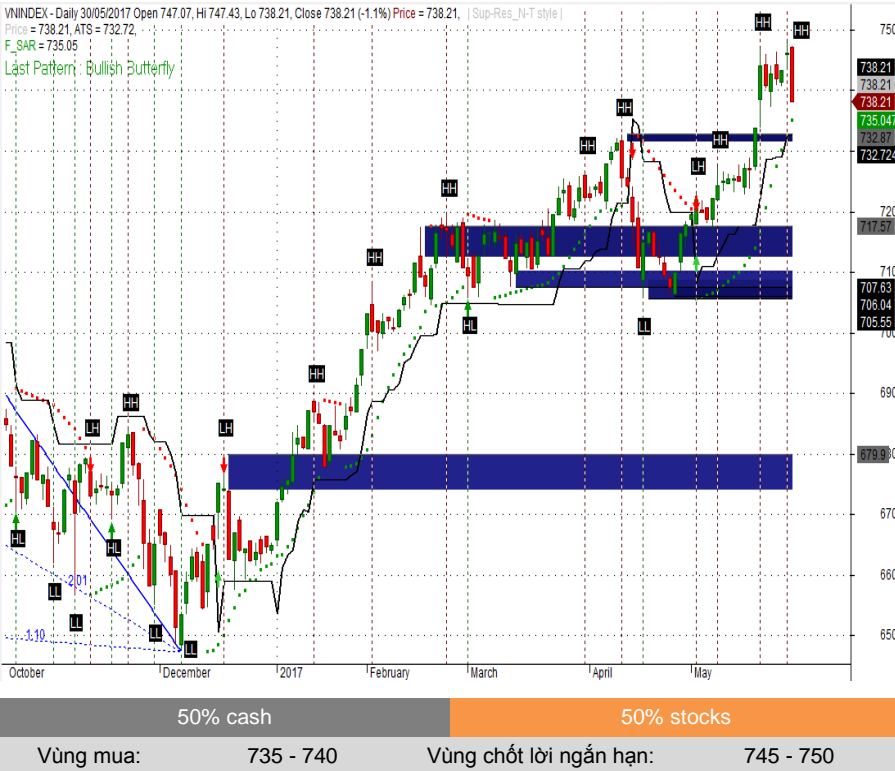 VNINDEX - Daily 30/05/2017 Open 747.07, Hi 747.43, Lo 738.21, Close 738.21 (-1.1%) Price = 738.21, | Sup-Res_N-T style |
Price = 738.21, ATS = 732.72,
F_SAR = 735.05
Last Pattern : Bullish Butterfly
HH HH
750
738.21
738.21
738.21
735.047
732.87
732.724
HH
HH
HH
LH
HH
720
717.57
710
707.63
706.04
705.55
700
HH
HL
LL
HH
690
LH
HH
LH
679.9
680
670
HL
HL
660
LL
2.01
LL
LL
1.10
LL
650
October December 2017 February March April May
50% cash 50% stocks
Vùng mua: 735 - 740 Vùng chốt lời ngắn hạn: 745 - 750